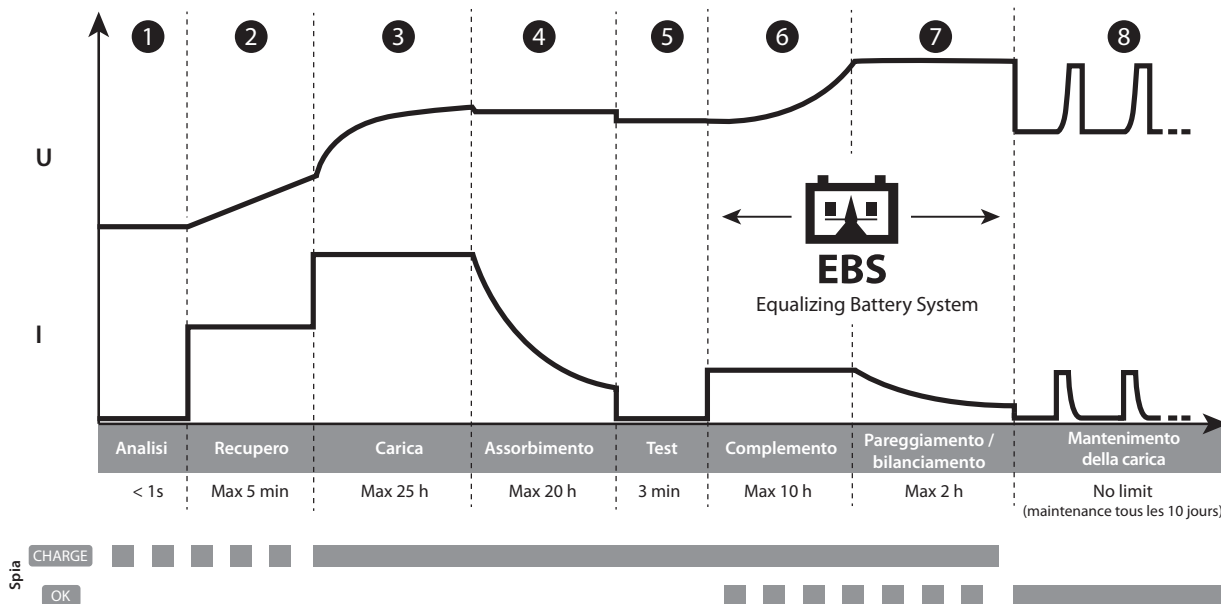 1 2 3 4 5 6 7 8
U
EBS
Equalizing Battery System
I
Analisi Recupero Carica Assorbimento Test Complemento Pareggiamento / bilanciamento Mantenimento della carica
< 1s Max 5 min Max 25 h Max 20 h 3 min Max 10 h Max 2 h No limit
(maintenance tous les 10 jours)
Spia
CHARGE
OK